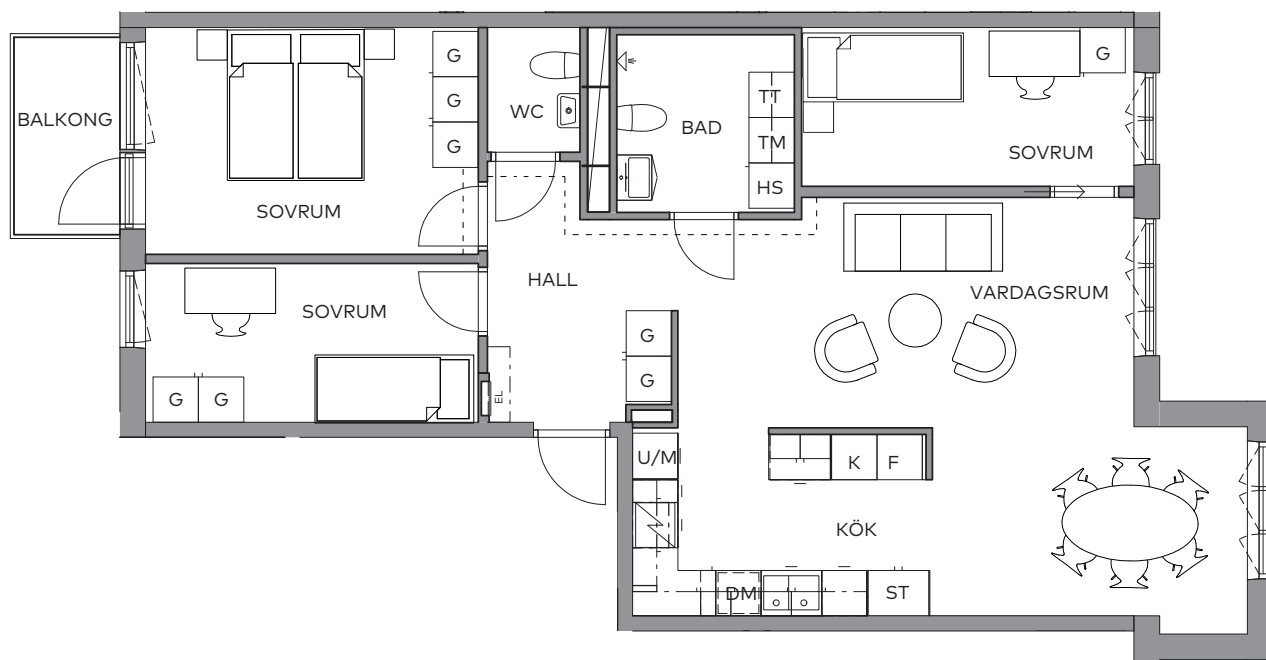 BALKONG
SOVRUM
G
G
G
WC
BAD
TT
TM
HS
G
SOVRUM
SOVRUM
G
G
HALL
EL
G
G
VARDAGSRUM
U/M
K
F
KÖK
DM
ST